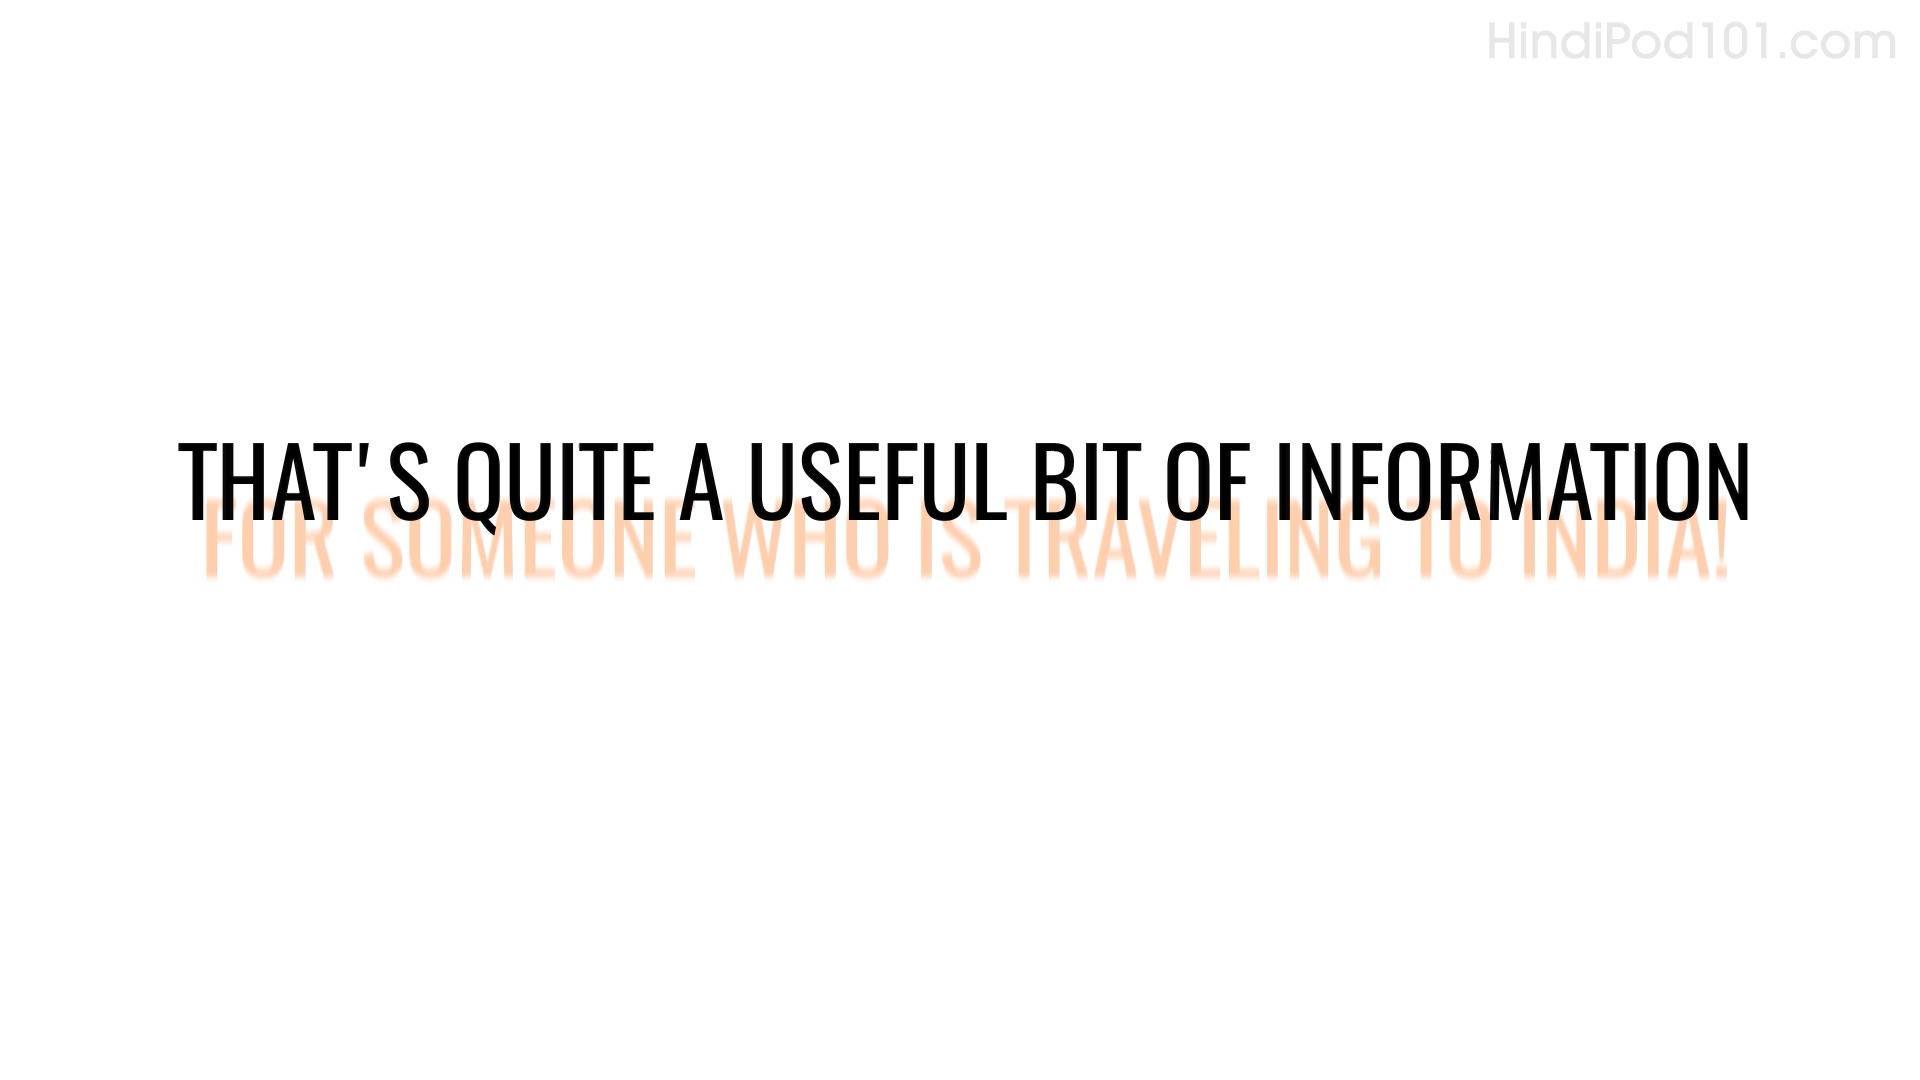 HindiPod101.com
THAT'S QUITE A USEFUL BIT OF INFORMATION
FOR SOMEONE WHO IS TRAVELING TO INDIA!